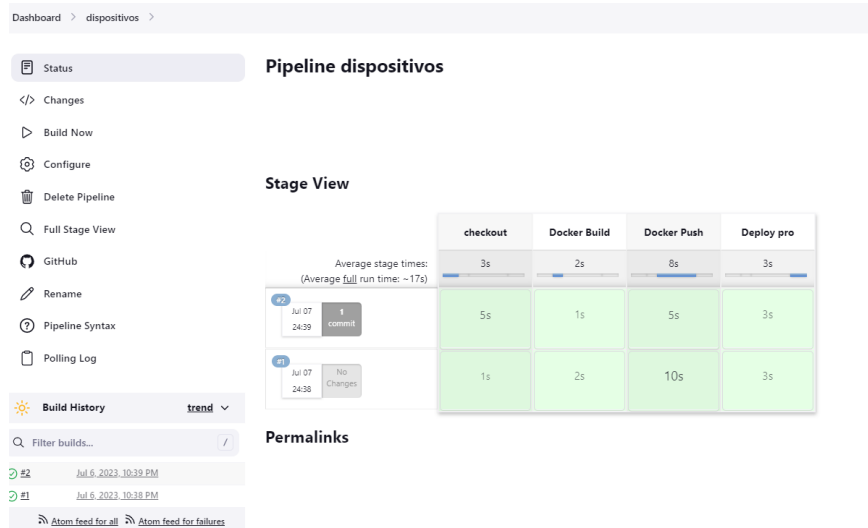 Dashboard > dispositivos >
Status
Changes
Build Now
Configure
Delete Pipeline
Full Stage View
GitHub
Rename
Pipeline Syntax
Polling Log
Build History trend
Filter builds... /
#2 Jul 6, 2023, 10:39 PM
#1 Jul 6, 2023, 10:38 PM
Atom feed for all Atom feed for failures
Pipeline dispositivos
Stage View
checkout Docker Build Docker Push Deploy pro
Average stage times: 3s 2s 8s 3s
(Average full run time: ~17s)
#2
Jul 07 1
24:39 commit
5s 1s 5s 3s
#1
Jul 07 No
24:38 Changes
1s 2s 10s 3s
Permalinks